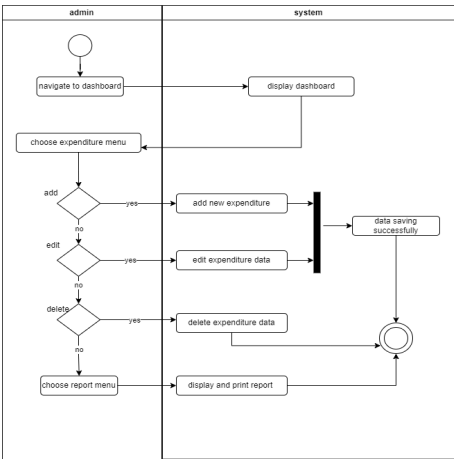 admin
system
navigate to dashboard
display dashboard
choose expenditure menu
add
yes
add new expenditure
data saving
successfully
no
edit
yes
edit expenditure data
no
delete
yes
delete expenditure data
no
choose report menu
display and print report